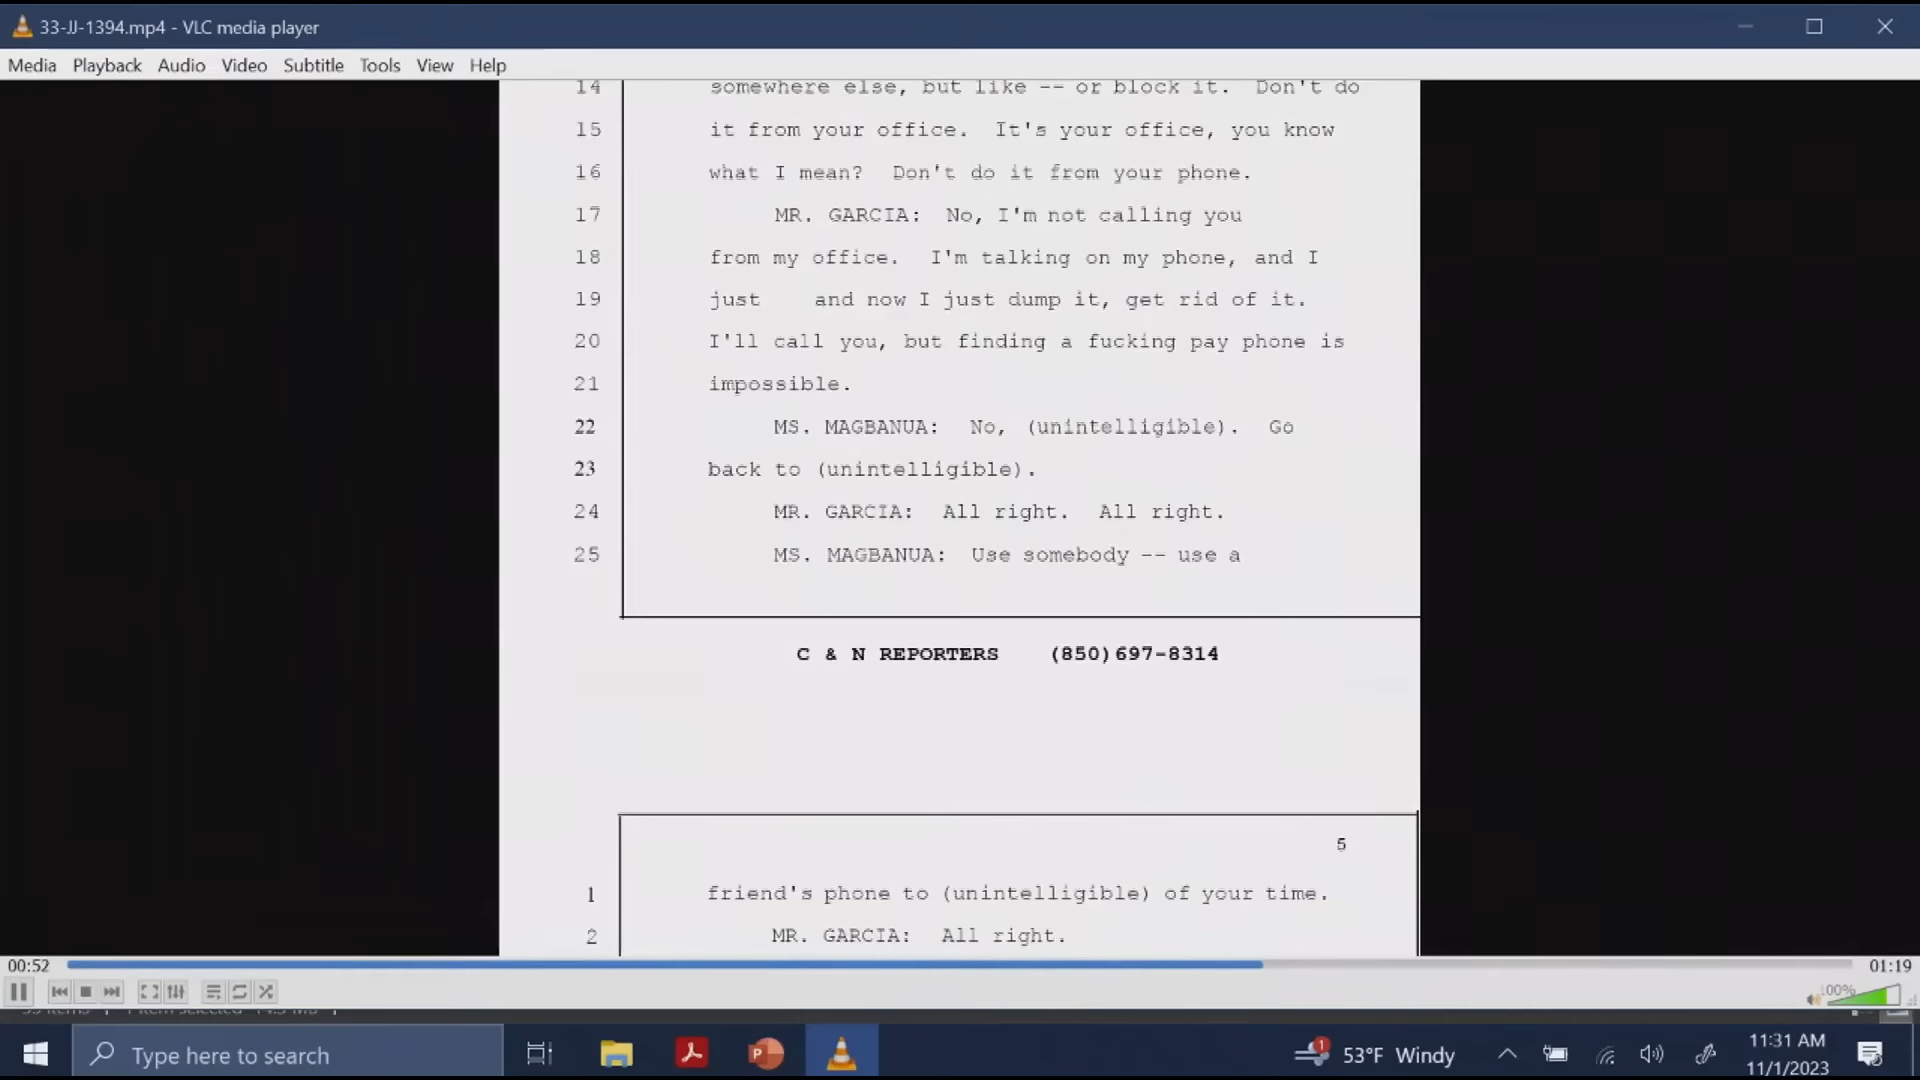 33-JJ-1394.mp4 - VLC media player
Media Playback Audio Video Subtitle Tools View Help
14 somewhere else, but like -- or block it. Don't do
15 it from your office. It's your office, you know
16 what I mean? Don't do it from your phone.
17 MR. GARCIA: No, I'm not calling you
18 from my office. I'm talking on my phone, and I
19 just and now I just dump it, get rid of it.
20 I'll call you, but finding a fucking pay phone is
21 impossible.
22 MS. MAGBANUA: No, (unintelligible). Go
23 back to (unintelligible).
24 MR. GARCIA: All right. All right.
25 MS. MAGBANUA: Use somebody -- use a
C & N REPORTERS (850)697-8314
5
1 friend's phone to (unintelligible) of your time.
2 MR. GARCIA: All right.
00:52 01:19
100%
Type here to search
P
1
53°F Windy
11:31 AM
11/1/2023